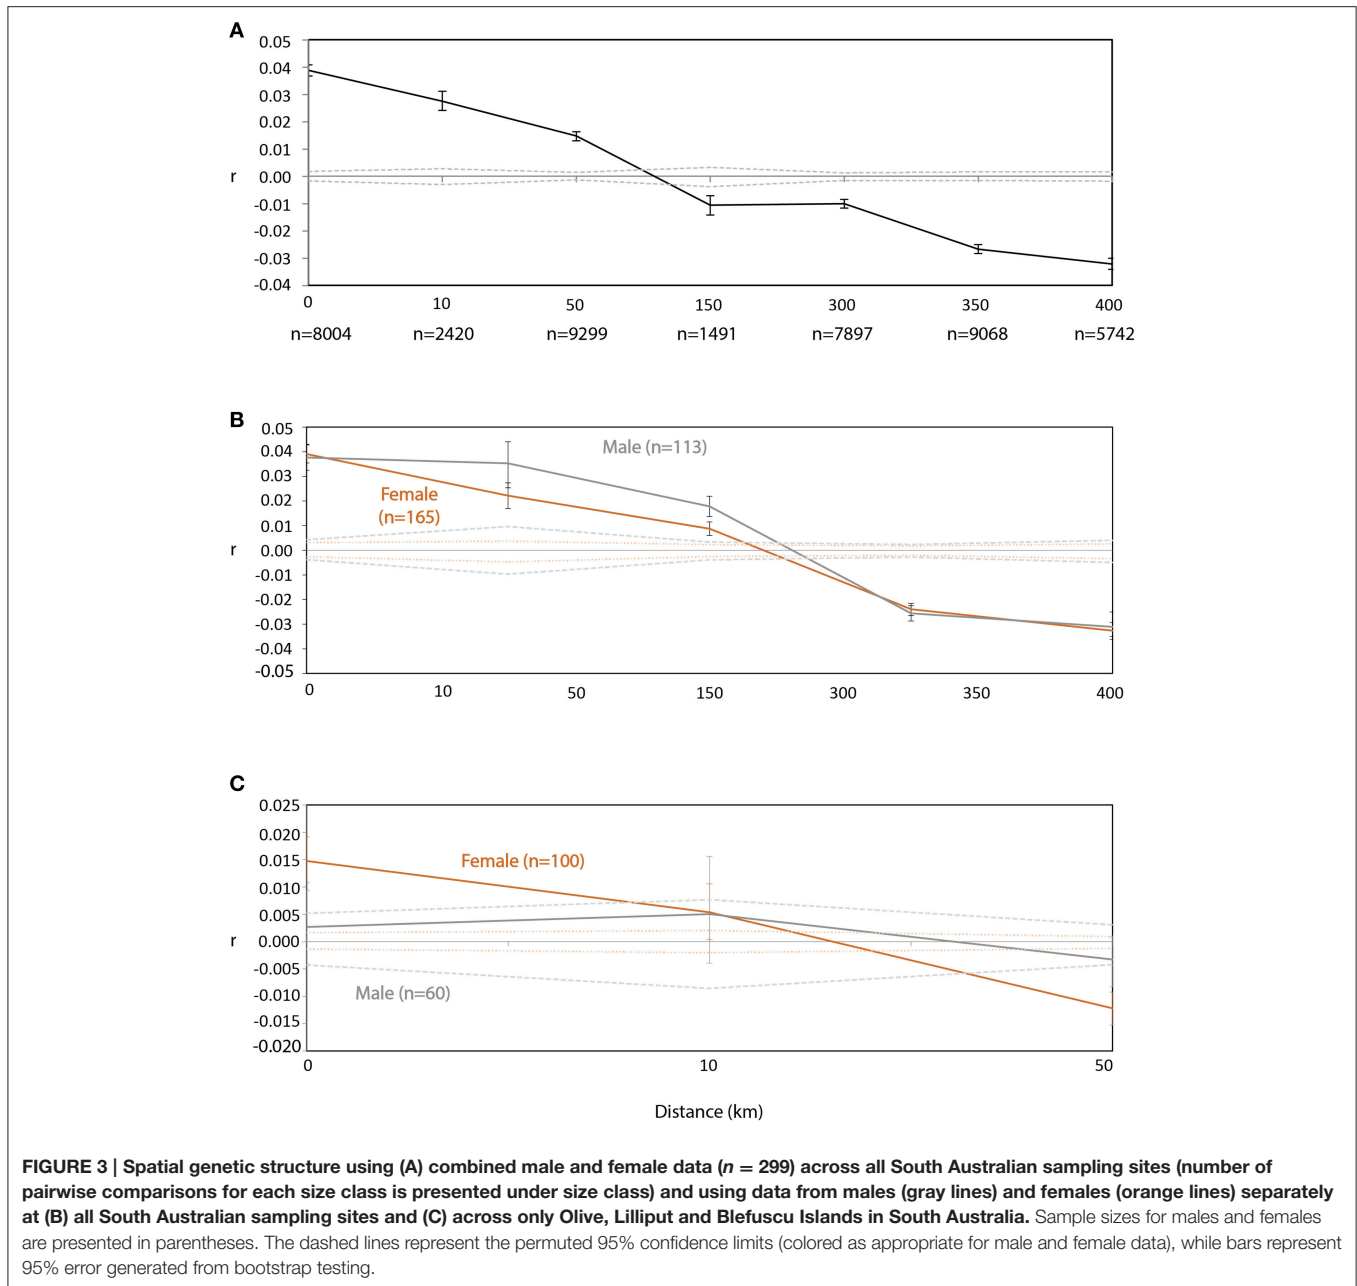 A
0.05
0.04
0.03
0.02
0.01
r 0.00
-0.01
-0.02
-0.03
-0.04
0 10 50 150 300 350 400
n=8004 n=2420 n=9299 n=1491 n=7897 n=9068 n=5742
B
0.05
0.04 Male (n=113)
0.03
Female
0.02
(n=165)
0.01
r 0.00
-0.01
-0.02
-0.03
-0.04
-0.05
0 10 50 150 300 350 400
C
0.025
0.020
0.015 Female (n=100)
0.010
0.005
r 0.000
-0.005
-0.010 Male (n=60)
-0.015
-0.020
0 10 50
Distance (km)
FIGURE 3 | Spatial genetic structure using (A) combined male and female data (n = 299) across all South Australian sampling sites (number of
pairwise comparisons for each size class is presented under size class) and using data from males (gray lines) and females (orange lines) separately
at (B) all South Australian sampling sites and (C) across only Olive, Lilliput and Blefuscu Islands in South Australia. Sample sizes for males and females
are presented in parentheses. The dashed lines represent the permuted 95% confidence limits (colored as appropriate for male and female data), while bars represent
95% error generated from bootstrap testing.